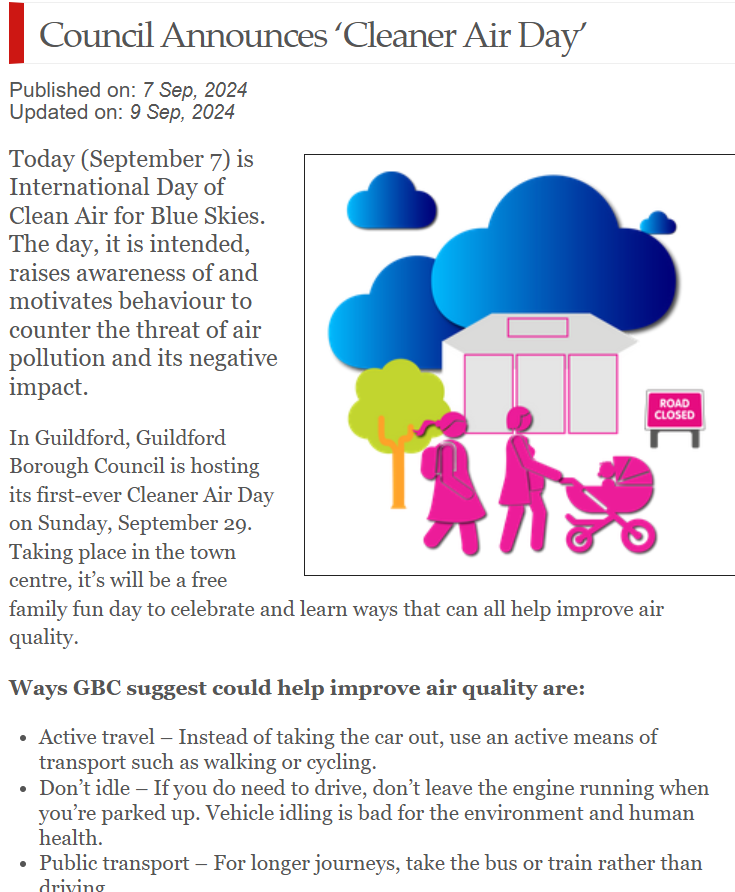 Council Announces ‘Cleaner Air Day’
Published on: 7 Sep, 2024
Updated on: 9 Sep, 2024
Today (September 7) is
International Day of
Clean Air for Blue Skies.
The day, it is intended,
raises awareness of and
motivates behaviour to
counter the threat of air
pollution and its negative
impact.
ROAD
CLOSED
In Guildford, Guildford
Borough Council is hosting
its first-ever Cleaner Air Day
on Sunday, September 29.
Taking place in the town
centre, it’s will be a free
family fun day to celebrate and learn ways that can all help improve air
quality.
Ways GBC suggest could help improve air quality are:
• Active travel – Instead of taking the car out, use an active means of
transport such as walking or cycling.
• Don’t idle – If you do need to drive, don’t leave the engine running when
you’re parked up. Vehicle idling is bad for the environment and human
health.
• Public transport – For longer journeys, take the bus or train rather than
driving